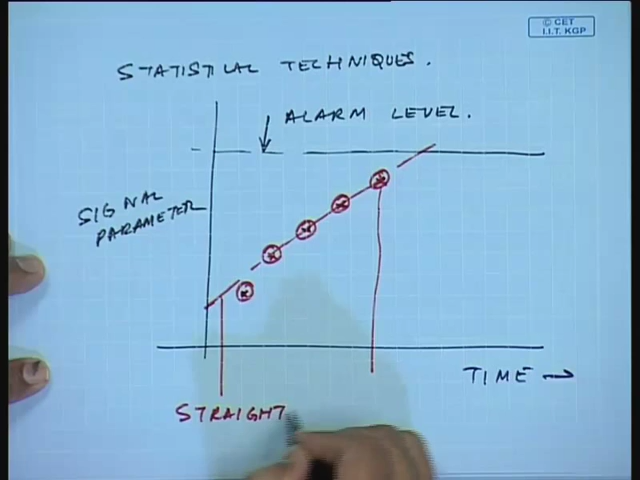 © CET
I.I.T. KGP
STATISTICAL TECHNIQUES.
ALARM LEVEL.
SIGNAL
PARAMETER
TIME →
STRAIGHT